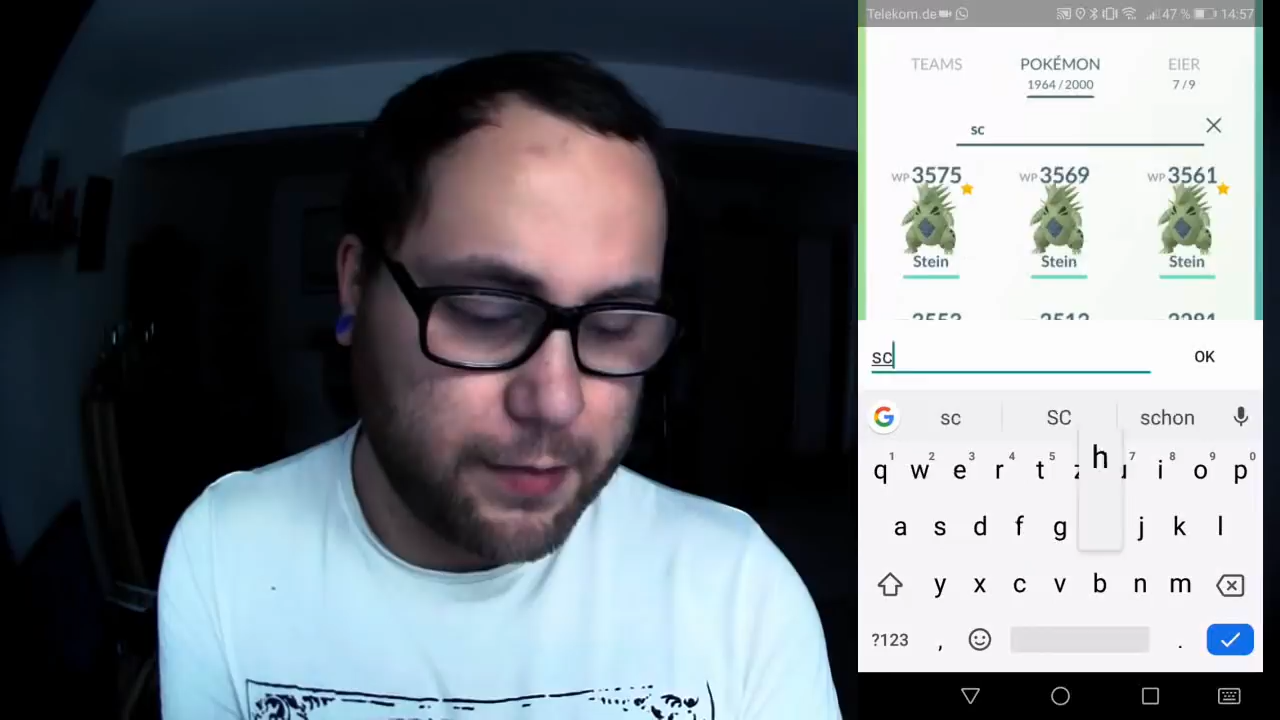 Telekom.de 47 % 14:57
TEAMS POKÉMON EIER
1964 / 2000 7 / 9
sc
WP 3575 WP 3569 WP 3561
Stein Stein Stein
sc OK
sc SC schon
h
q 1 w 2 e 3 r 4 t 5 z u 7 i 8 o 9 p 0
a s d f g j k l
y x c v b n m
?123 , .